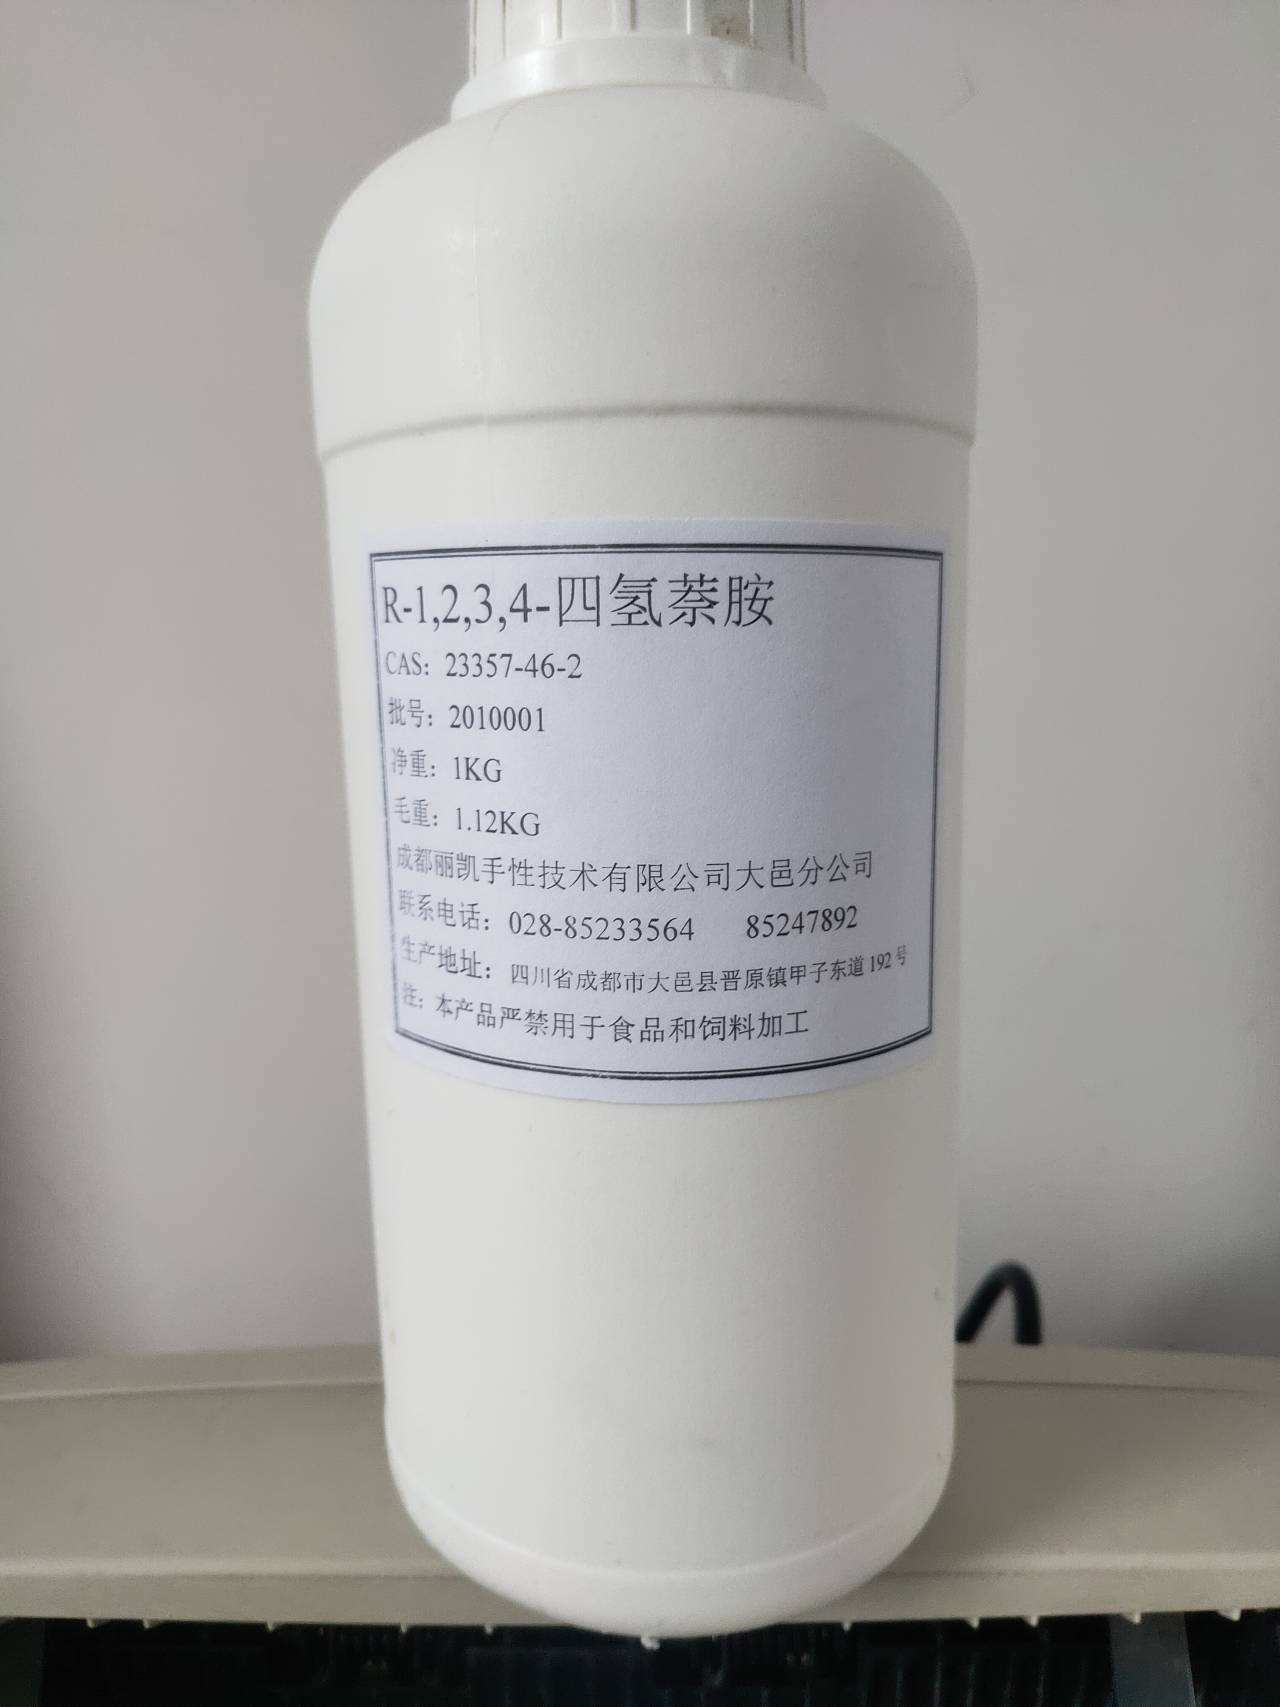 R-1,2,3,4-四氢萘胺
CAS：23357-46-2
批号：2010001
净重：1KG
毛重：1.12KG
成都丽凯手性技术有限公司大邑分公司
联系电话：028-85233564 85247892
生产地址：四川省成都市大邑县晋原镇甲子东道192号
注：本产品严禁用于食品和饲料加工